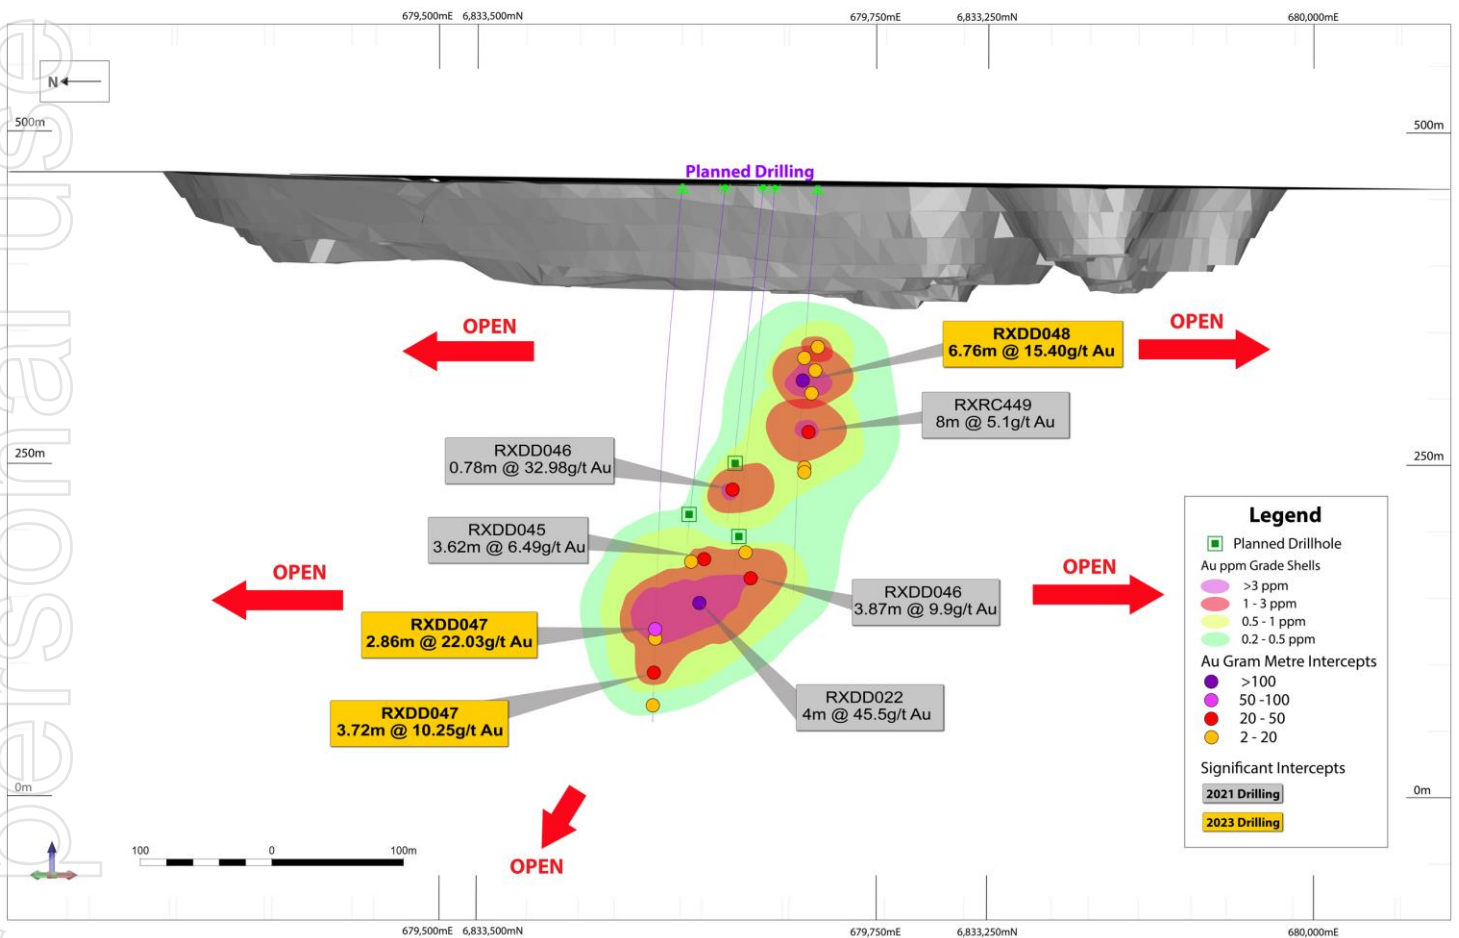 679,500mE 6,833,500mN 679,750mE 6,833,250mN 680,000mE
personal use
N
500m 500m
Planned Drilling
OPEN
OPEN
RXDD048
6.76m @ 15.40g/t Au
RXRC449
8m @ 5.1g/t Au
RXDD046
0.78m @ 32.98g/t Au
250m 250m
RXDD045
3.62m @ 6.49g/t Au
OPEN
OPEN
RXDD046
3.87m @ 9.9g/t Au
RXDD047
2.86m @ 22.03g/t Au
RXDD022
4m @ 45.5g/t Au
RXDD047
3.72m @ 10.25g/t Au
Legend
Planned Drillhole
Au ppm Grade Shells
>3 ppm
1 - 3 ppm
0.5 - 1 ppm
0.2 - 0.5 ppm
Au Gram Metre Intercepts
>100
50 -100
20 - 50
2 - 20
Significant Intercepts
2021 Drilling
2023 Drilling
0m 0m
100 0 100m
OPEN
679,500mE 6,833,500mN 679,750mE 6,833,250mN 680,000mE